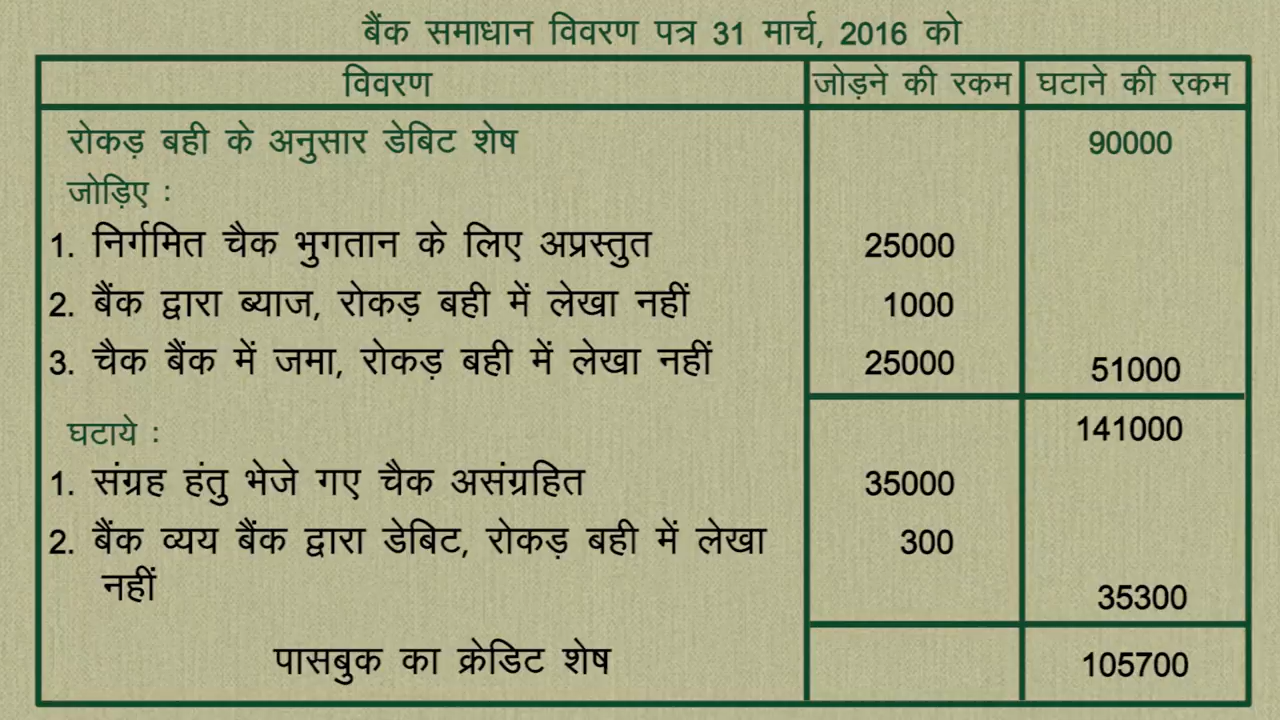 बैंक समाधान विवरण पत्र 31 मार्च, 2016 को
विवरण जोड़ने की रकम घटाने की रकम
रोकड़ बही के अनुसार डेबिट शेष 90000
जोड़िए :
1. निर्गमित चैक भुगतान के लिए अप्रस्तुत 25000
2. बैंक द्वारा ब्याज, रोकड़ बही में लेखा नहीं 1000
3. चैक बैंक में जमा, रोकड़ बही में लेखा नहीं 25000 51000
घटाये : 141000
1. संग्रह हंतु भेजे गए चैक असंग्रहित 35000
2. बैंक व्यय बैंक द्वारा डेबिट, रोकड़ बही में लेखा 300
नहीं 35300
पासबुक का क्रेडिट शेष 105700